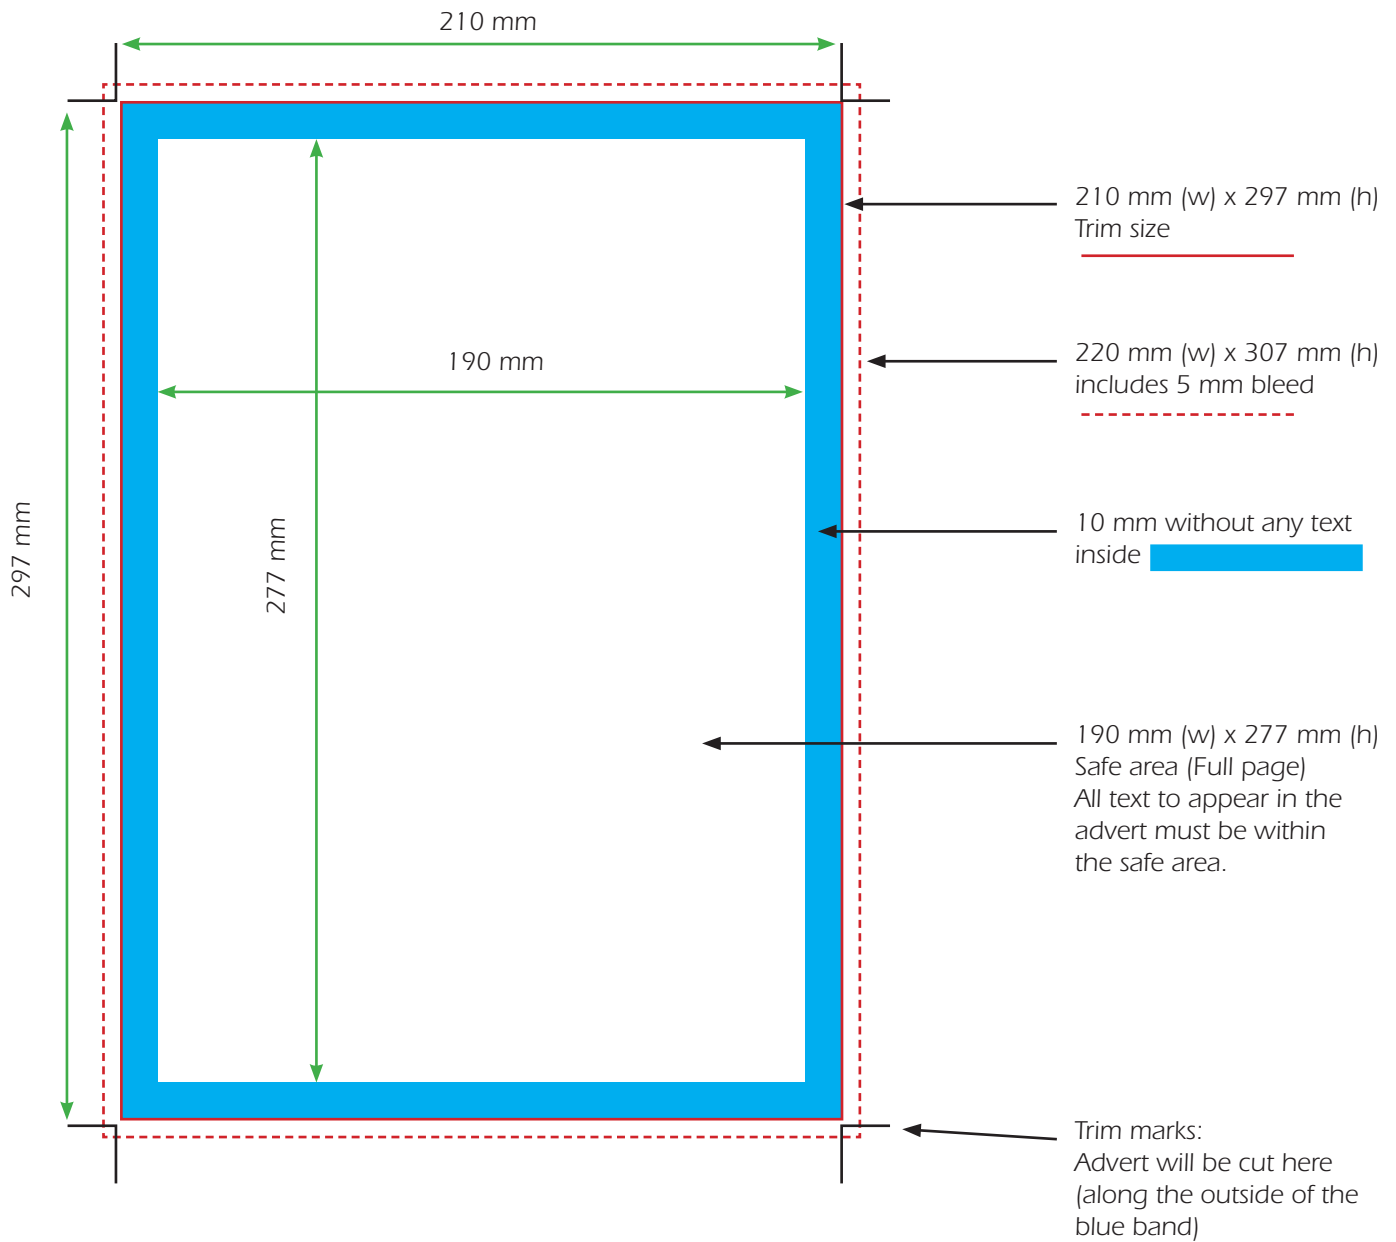 210 mm
297 mm
277 mm
190 mm
210 mm (w) x 297 mm (h)
Trim size
220 mm (w) x 307 mm (h)
includes 5 mm bleed
10 mm without any text
inside
190 mm (w) x 277 mm (h)
Safe area (Full page)
All text to appear in the
advert must be within
the safe area.
Trim marks:
Advert will be cut here
(along the outside of the
blue band)